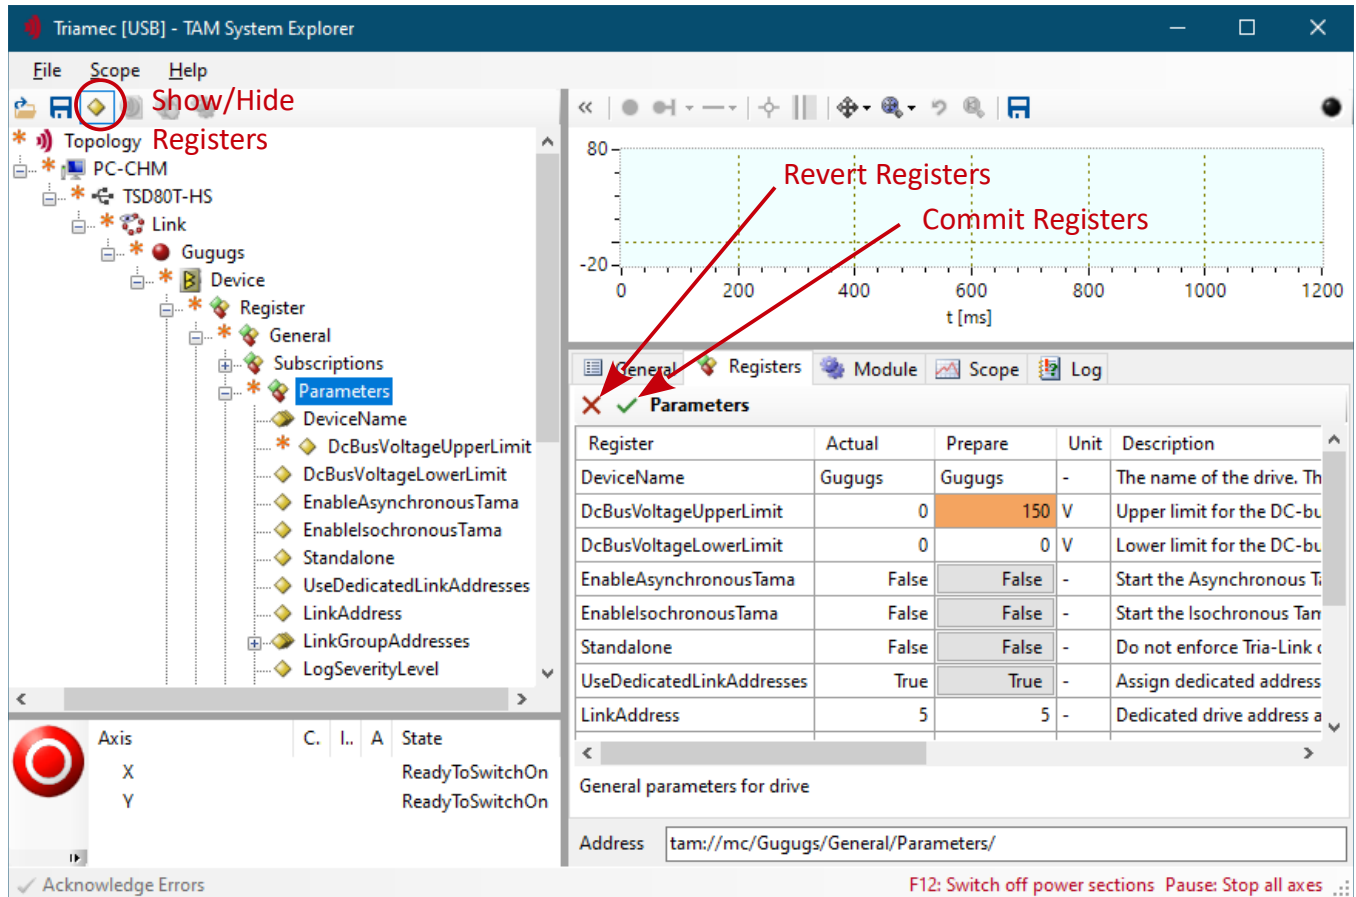 Triamec [USB] - TAM System Explorer
File Scope Help
Show/Hide
Registers
Topology
PC-CHM
TSD80T-HS
Link
Gugugs
Device
Register
General
Subscriptions
Parameters
DeviceName
DcBusVoltageUpperLimit
DcBusVoltageLowerLimit
EnableAsynchronousTama
EnableIsochronousTama
Standalone
UseDedicatedLinkAddresses
LinkAddress
LinkGroupAddresses
LogSeverityLevel
Axis C. I.. A State
X ReadyToSwitchOn
Y ReadyToSwitchOn
80
Revert Registers
Commit Registers
-20
0 200 400 600 800 1000 1200
t [ms]
General Registers Module Scope Log
Parameters
Register Actual Prepare Unit Description
DeviceName Gugugs Gugugs - The name of the drive. Th
DcBusVoltageUpperLimit 0 150 V Upper limit for the DC-bu
DcBusVoltageLowerLimit 0 0 V Lower limit for the DC-bu
EnableAsynchronousTama False False - Start the Asynchronous Ta
EnableIsochronousTama False False - Start the Isochronous Tam
Standalone False False - Do not enforce Tria-Link c
UseDedicatedLinkAddresses True True - Assign dedicated address
LinkAddress 5 5 - Dedicated drive address a
General parameters for drive
Address tam://mc/Gugugs/General/Parameters/
Acknowledge Errors
F12: Switch off power sections Pause: Stop all axes